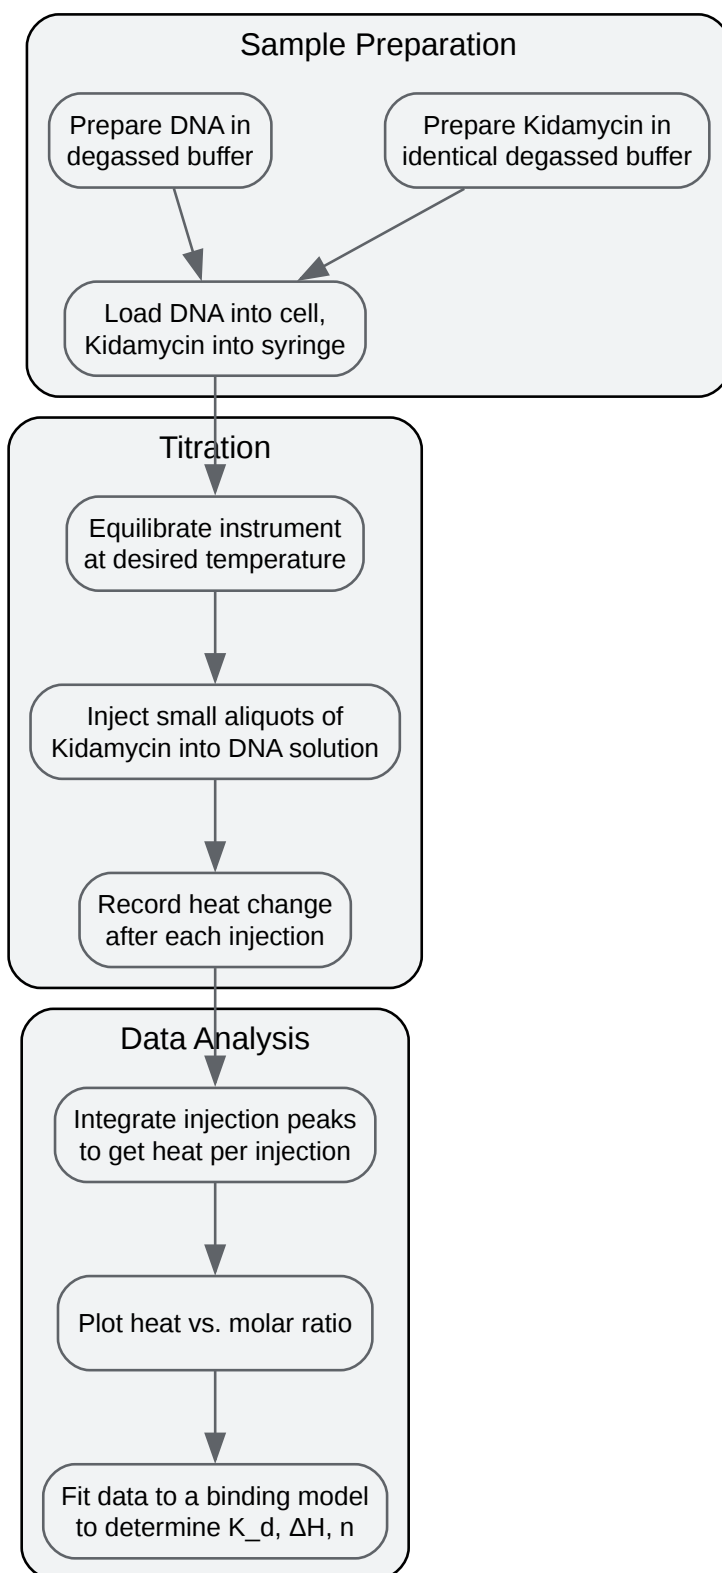 Sample Preparation
Prepare DNA in
degassed buffer
Prepare Kidamycin in
identical degassed buffer
Load DNA into cell,
Kidamycin into syringe
Titration
Equilibrate instrument
at desired temperature
Inject small aliquots of
Kidamycin into DNA solution
Record heat change
after each injection
Data Analysis
Integrate injection peaks
to get heat per injection
Plot heat vs. molar ratio
Fit data to a binding model
to determine K_d, ΔH, n